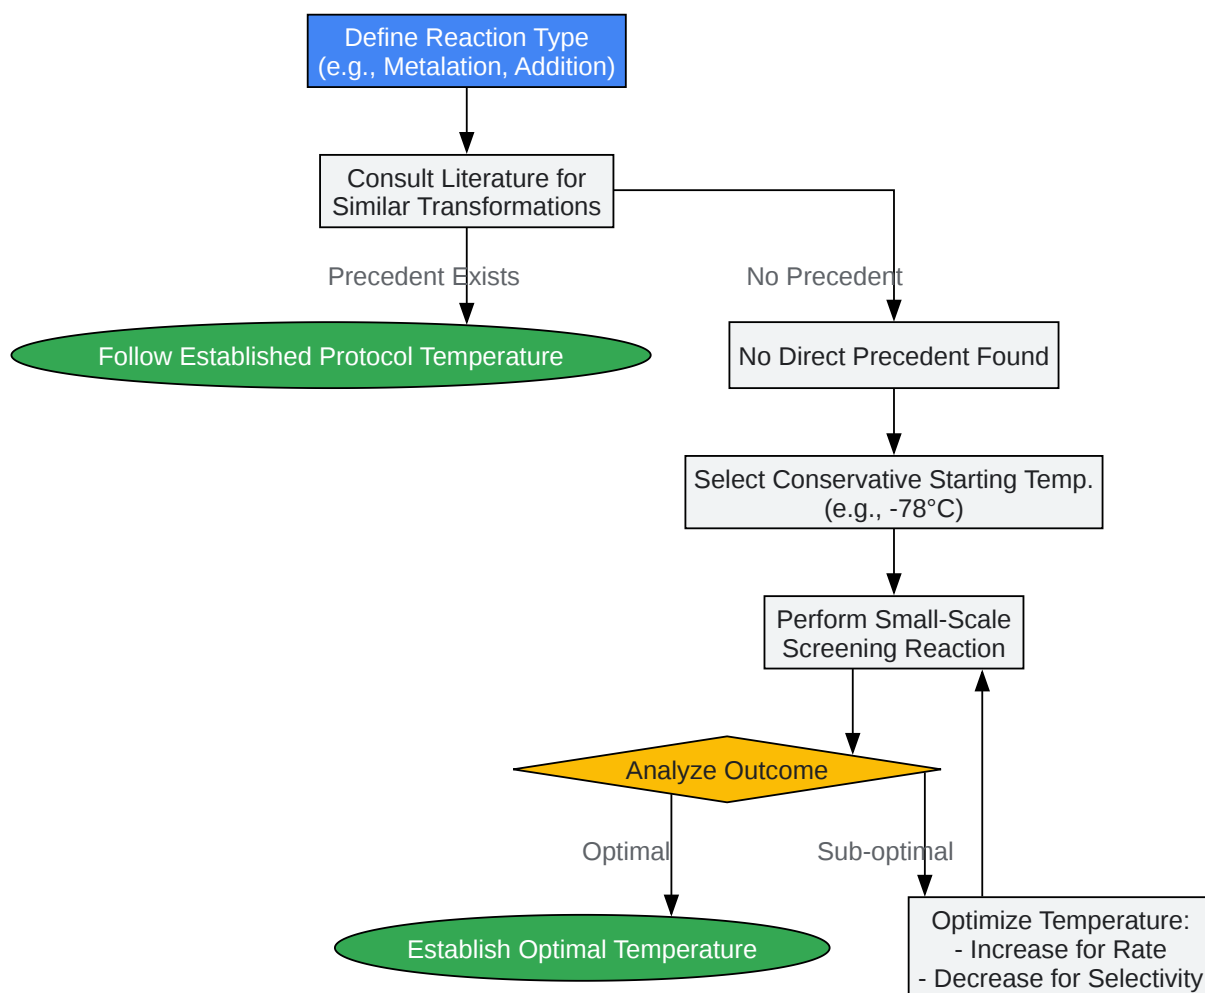 Define Reaction Type
(e.g., Metalation, Addition)
Consult Literature for
Similar Transformations
Precedent Exists
No Precedent
Follow Established Protocol Temperature
No Direct Precedent Found
Select Conservative Starting Temp.
(e.g., -78°C)
Perform Small-Scale
Screening Reaction
Analyze Outcome
Optimal
Sub-optimal
Establish Optimal Temperature
Optimize Temperature:
- Increase for Rate
- Decrease for Selectivity